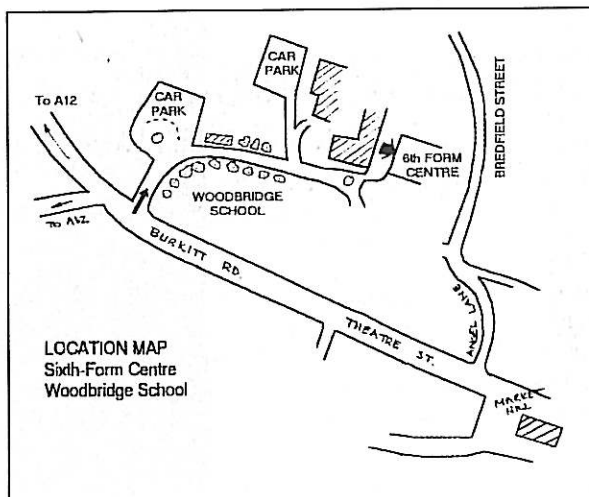 CAR
PARK
To A12
CAR
PARK
BREDFIELD STREET
6th FORM
CENTRE
WOODBRIDGE
SCHOOL
To A12
BURKITT RD.
ANGEL LANE
THEATRE ST.
LOCATION MAP
Sixth-Form Centre
Woodbridge School
MARKET